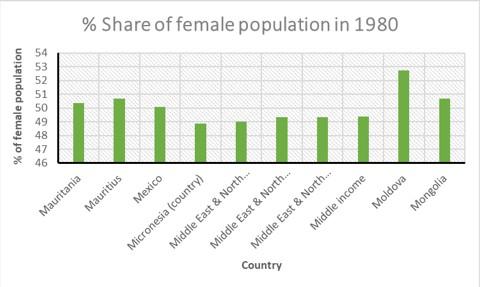 % Share of female population in 1980
% of female population
54
53
52
51
50
49
48
47
46
Mauritania
Mauritius
Mexico
Micronesia (country)
Middle East & North...
Middle East & North...
Middle East & North...
Middle income
Moldova
Mongolia
Country